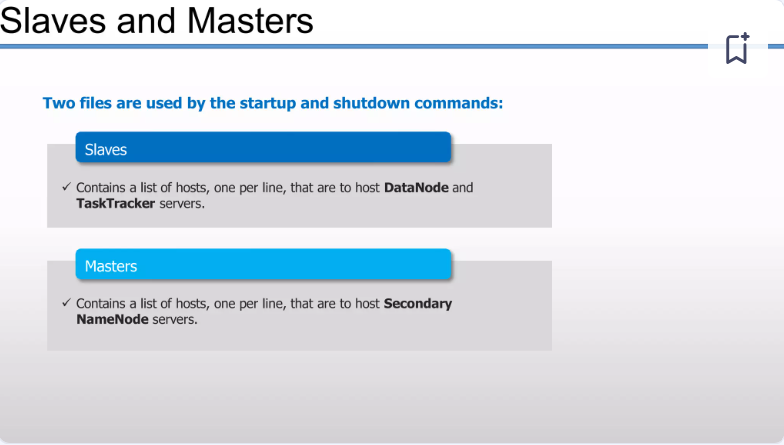 Slaves and Masters
Two files are used by the startup and shutdown commands:
Slaves
✓ Contains a list of hosts, one per line, that are to host DataNode and
TaskTracker servers.
Masters
✓ Contains a list of hosts, one per line, that are to host Secondary
NameNode servers.